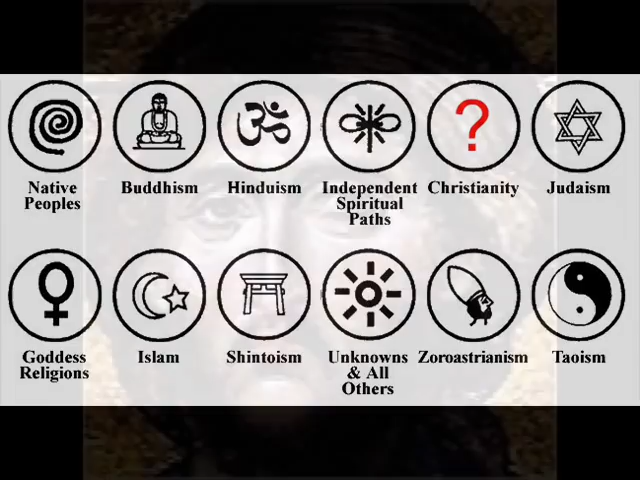 ?
Native
Peoples
Buddhism
Hinduism
Independent
Spiritual
Paths
Christianity
Judaism
Goddess
Religions
Islam
Shintoism
Unknowns
& All
Others
Zoroastrianism
Taoism